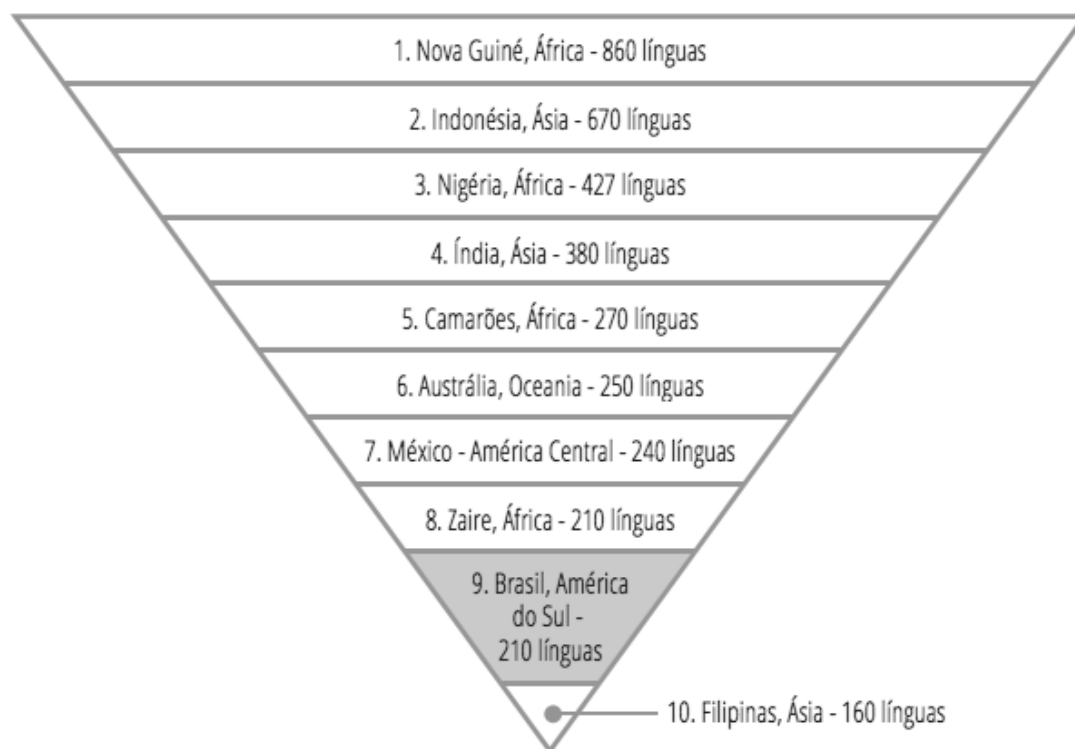 1. Nova Guiné, África - 860 línguas
2. Indonésia, Ásia - 670 línguas
3. Nigéria, África - 427 línguas
4. Índia, Ásia - 380 línguas
5. Camarões, África - 270 línguas
6. Austrália, Oceania - 250 línguas
7. México - América Central - 240 línguas
8. Zaire, África - 210 línguas
9. Brasil, América
do Sul -
210 línguas
10. Filipinas, Ásia - 160 línguas